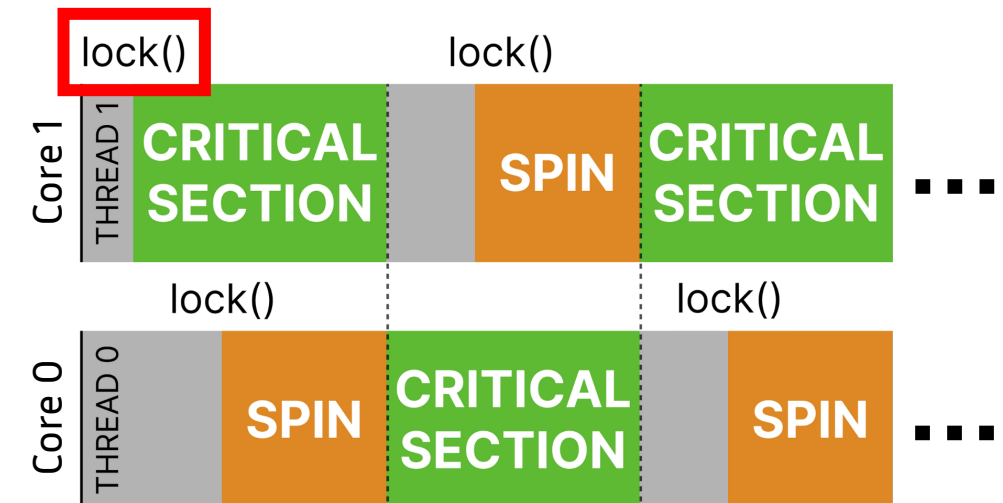 lock() lock()
Core 1
THREAD 1
CRITICAL
SECTION
SPIN
CRITICAL
SECTION
lock() lock()
Core 0
THREAD 0
SPIN
CRITICAL
SECTION
SPIN